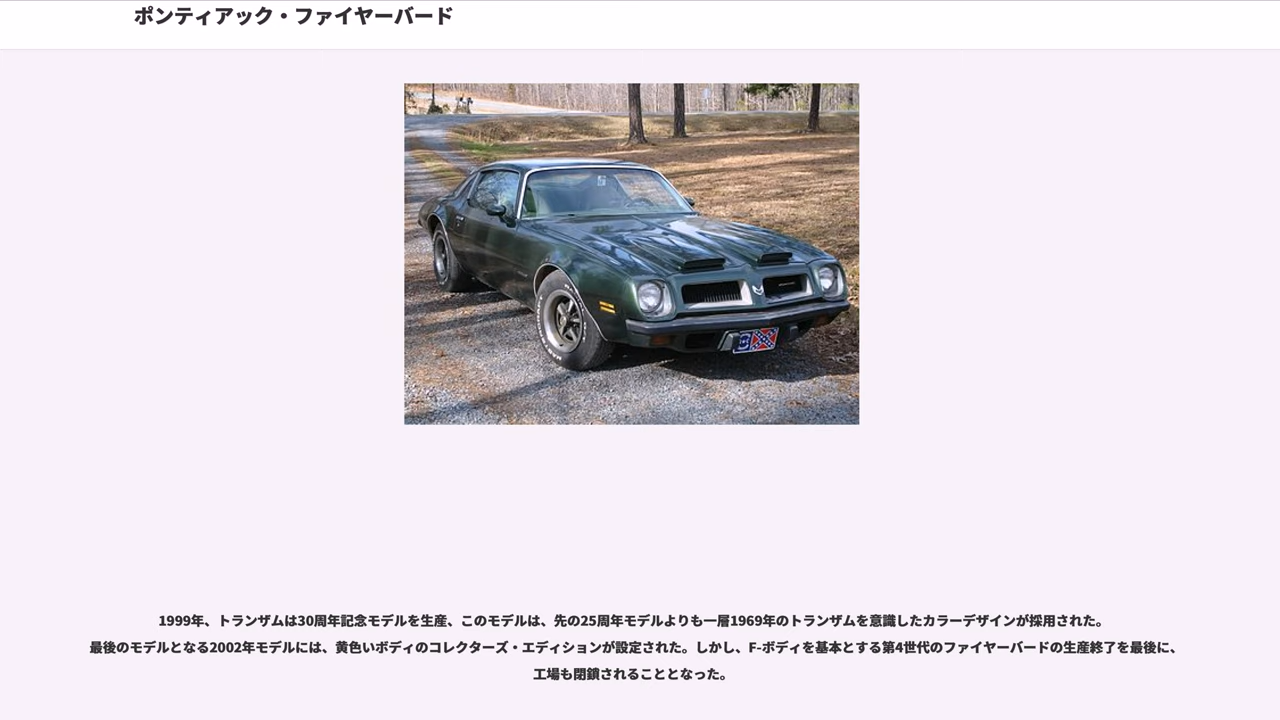 ポンティアック・ファイヤーバード
1999年、トランザムは30周年記念モデルを生産、このモデルは、先の25周年モデルよりも一層1969年のトランザムを意識したカラーデザインが採用された。
最後のモデルとなる2002年モデルには、黄色いボディのコレクターズ・エディションが設定された。しかし、F-ボディを基本とする第4世代のファイヤーバードの生産終了を最後に、
工場も閉鎖されることとなった。